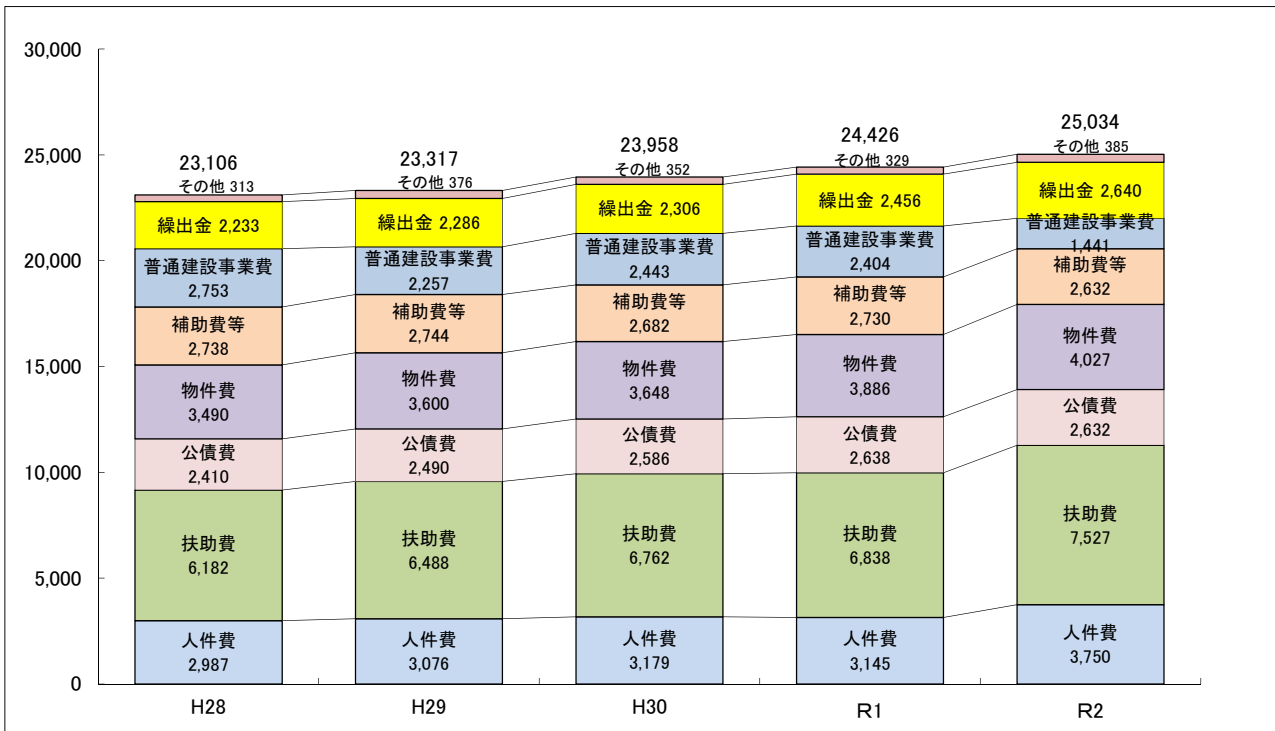 30,000
25,000
20,000
15,000
10,000
5,000
0
23,106
その他 313
繰出金 2,233
普通建設事業費
2,753
補助費等
2,738
物件費
3,490
公債費
2,410
扶助費
6,182
人件費
2,987
H28
23,317
その他 376
繰出金 2,286
普通建設事業費
2,257
補助費等
2,744
物件費
3,600
公債費
2,490
扶助費
6,488
人件費
3,076
H29
23,958
その他 352
繰出金 2,306
普通建設事業費
2,443
補助費等
2,682
物件費
3,648
公債費
2,586
扶助費
6,762
人件費
3,179
H30
24,426
その他 329
繰出金 2,456
普通建設事業費
2,404
補助費等
2,730
物件費
3,886
公債費
2,638
扶助費
6,838
人件費
3,145
R1
25,034
その他 385
繰出金 2,640
普通建設事業費
1,441
補助費等
2,632
物件費
4,027
公債費
2,632
扶助費
7,527
人件費
3,750
R2